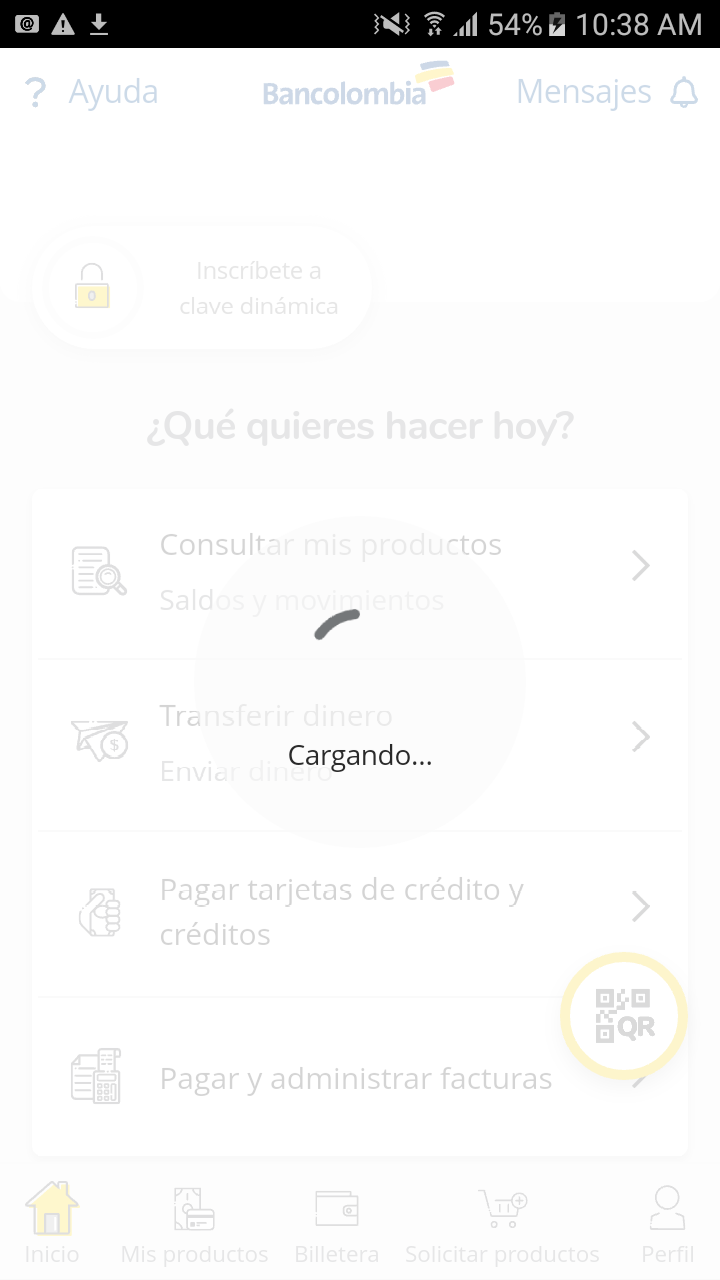 54% 10:38 AM
? Ayuda Bancolombia Mensajes
Inscríbete a
clave dinámica
¿Qué quieres hacer hoy?
Consultar mis productos
Saldos y movimientos
Transferir dinero
Enviar dinero
Cargando...
Pagar tarjetas de crédito y
créditos
QR
Pagar y administrar facturas
Inicio Mis productos Billetera Solicitar productos Perfil